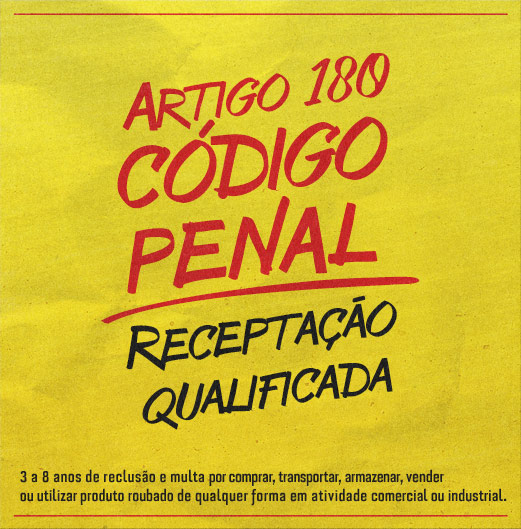 ARTIGO 180
CÓDIGO
PENAL
RECEPTAÇÃO
QUALIFICADA
3 a 8 anos de reclusão e multa por comprar, transportar, armazenar, vender
ou utilizar produto roubado de qualquer forma em atividade comercial ou industrial.